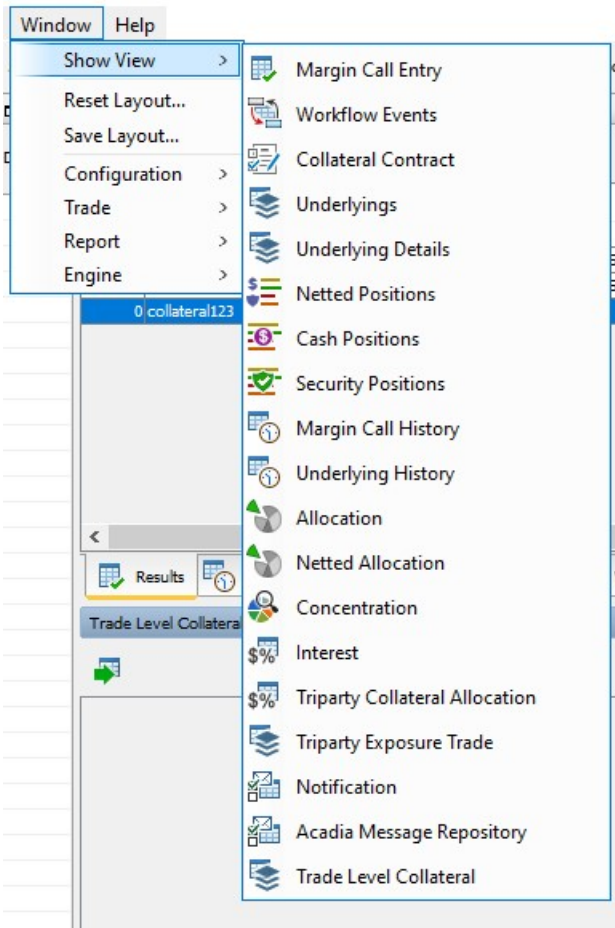 Window Help
Show View >
Reset Layout...
Save Layout...
Configuration >
Trade >
Report >
Engine >
Margin Call Entry
Workflow Events
Collateral Contract
Underlyings
Underlying Details
Netted Positions
Cash Positions
Security Positions
Margin Call History
Underlying History
Allocation
Netted Allocation
Concentration
Interest
Triparty Collateral Allocation
Triparty Exposure Trade
Notification
Acadia Message Repository
Trade Level Collateral
0 collateral123
Results
Trade Level Collatera